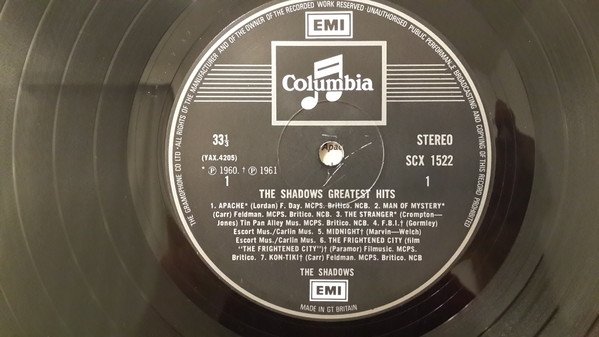 EMI
THE GRAMOPHONE CO LTD · ALL RIGHTS OF THE MANUFACTURER AND OF THE OWNER OF THE RECORDED WORK RESERVED UNAUTHORISED PUBLIC PERFORMANCE BROADCASTING AND COPYING OF THIS RECORD PROHIBITED
Columbia
33⅓
STEREO
(YAX.4205)
SCX 1522
* ℗ 1960. † ℗ 1961
1
1
THE SHADOWS GREATEST HITS
1. APACHE* (Lordan) F. Day. MCPS. Britico. NCB. 2. MAN OF MYSTERY*
(Carr) Feldman. MCPS. Britico. NCB. 3. THE STRANGER* (Crompton—
Jones) Tin Pan Alley Mus. MCPS. Britico. NCB. 4. F.B.I.† (Gormley)
Escort Mus./Carlin Mus. 5. MIDNIGHT† (Marvin—Welch)
Escort Mus./Carlin Mus. 6. THE FRIGHTENED CITY (film
"THE FRIGHTENED CITY")† (Paramor) Filmusic. MCPS.
Britico. 7. KON-TIKI† (Carr) Feldman. MCPS. Britico. NCB
THE SHADOWS
EMI
MADE IN GT BRITAIN